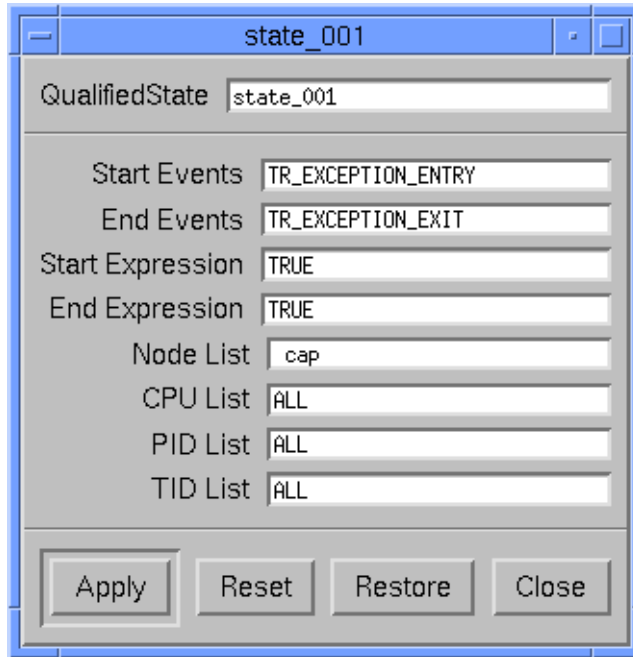 state_001
QualifiedState state_001
Start Events TR_EXCEPTION_ENTRY
End Events TR_EXCEPTION_EXIT
Start Expression TRUE
End Expression TRUE
Node List cap
CPU List ALL
PID List ALL
TID List ALL
Apply Reset Restore Close